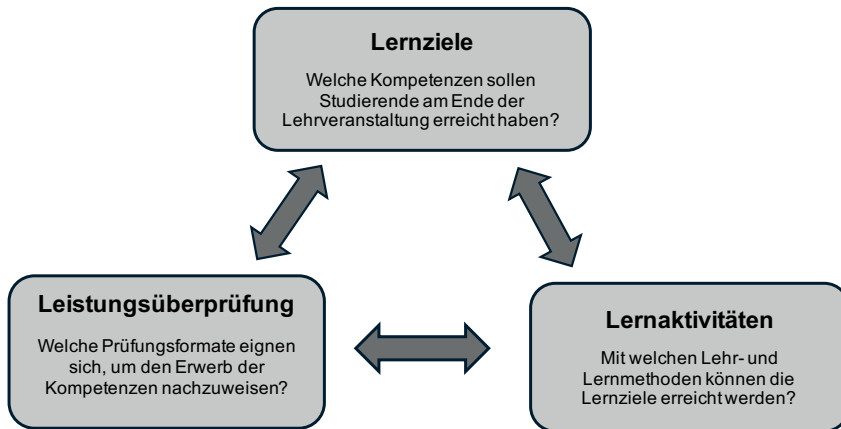 Lernziele
Welche Kompetenzen sollen
Studierende am Ende der
Lehrveranstaltung erreicht haben?
Leistungsüberprüfung
Welche Prüfungsformate eignen
sich, um den Erwerb der
Kompetenzen nachzuweisen?
Lernaktivitäten
Mit welchen Lehr- und
Lernmethoden können die
Lernziele erreicht werden?